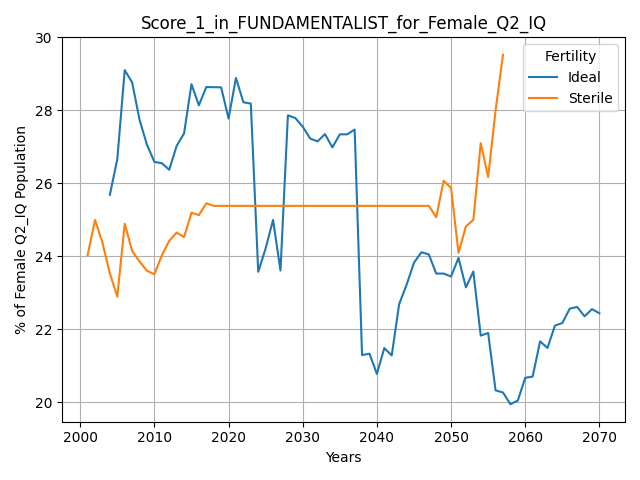 Score_1_in_FUNDAMENTALIST_for_Female_Q2_IQ
% of Female Q2_IQ Population
30
28
26
24
22
20
Fertility
Ideal
Sterile
2000 2010 2020 2030 2040 2050 2060 2070
Years